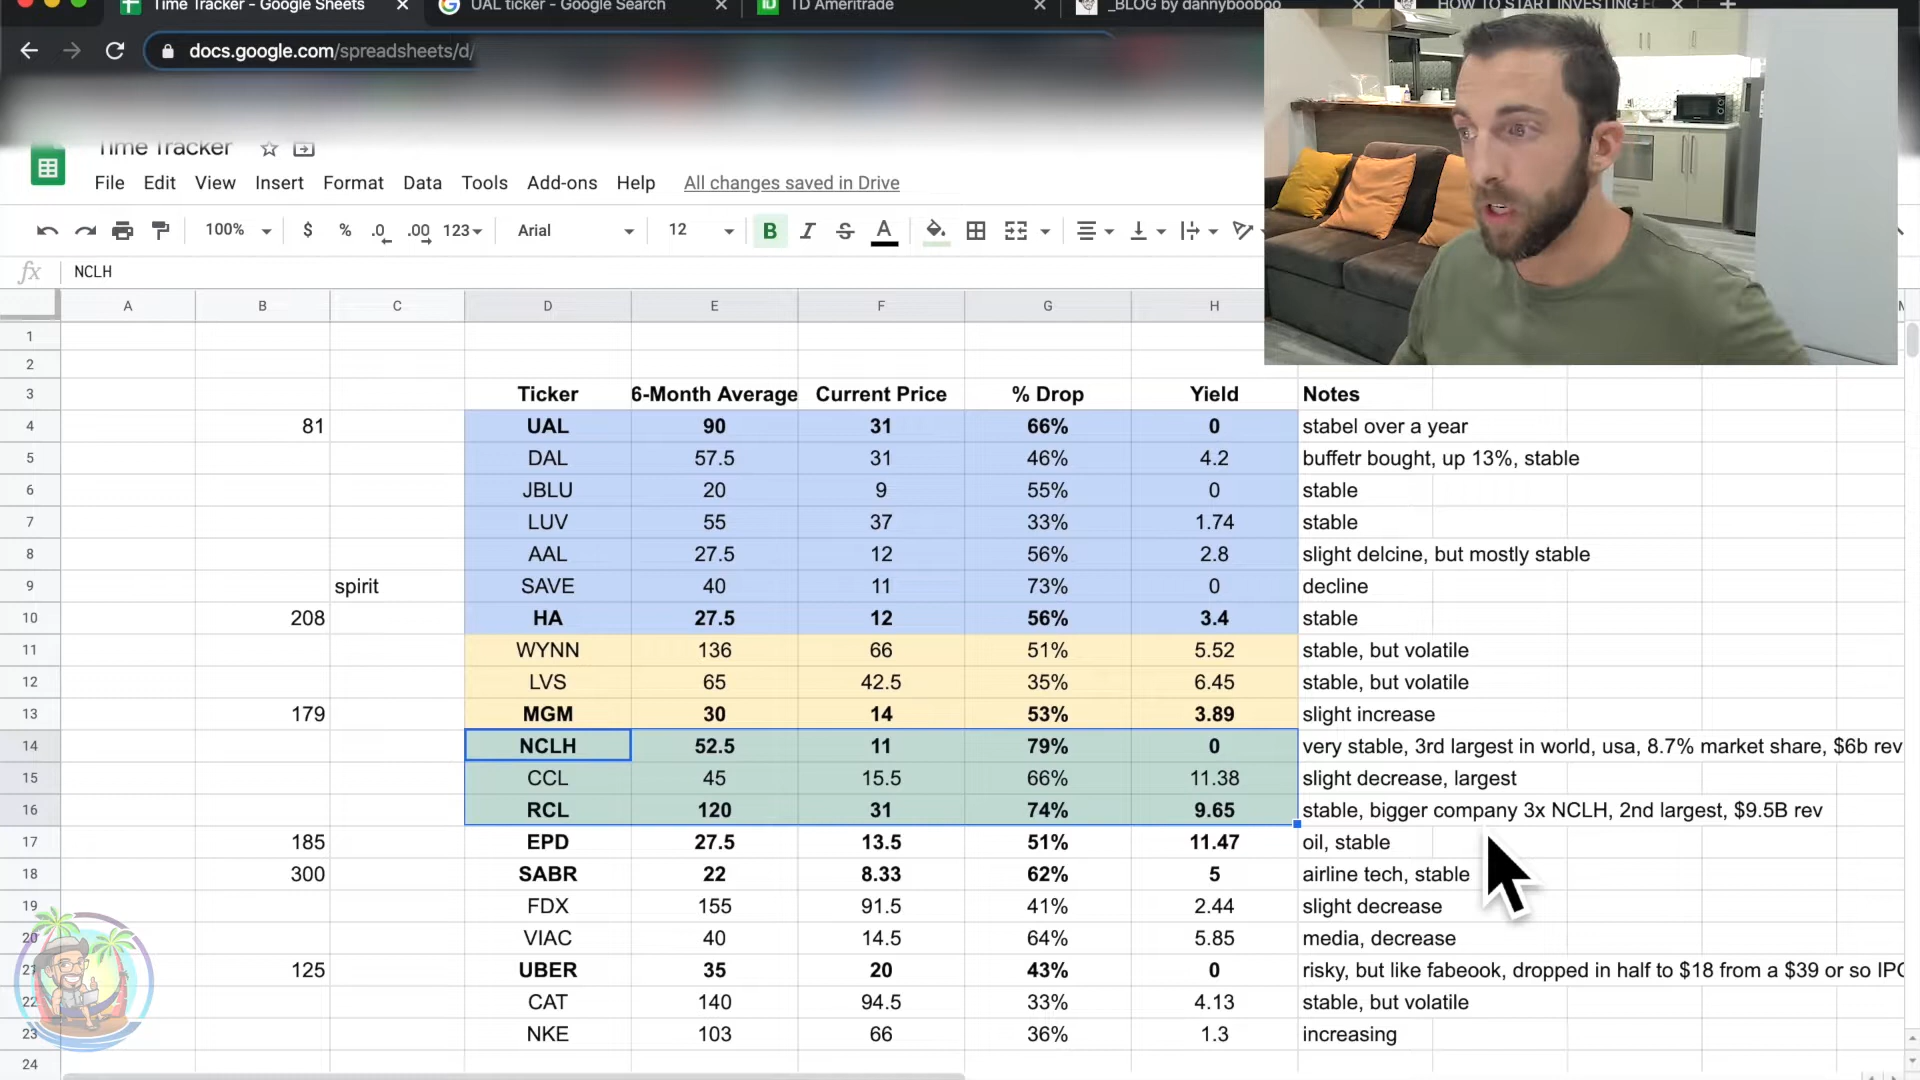 Time Tracker - Google Sheets
UAL ticker - Google Search
TD Ameritrade
_BLOG by dannybooboo
HOW TO START INVESTING F
docs.google.com/spreadsheets/d/
Time Tracker
File Edit View Insert Format Data Tools Add-ons Help All changes saved in Drive
100% $ % .0 .00 123 Arial 12 B I S A
fx NCLH
A B C D E F G H
1
2
3 Ticker 6-Month Average Current Price % Drop Yield Notes
4 81 UAL 90 31 66% 0 stabel over a year
5 DAL 57.5 31 46% 4.2 buffetr bought, up 13%, stable
6 JBLU 20 9 55% 0 stable
7 LUV 55 37 33% 1.74 stable
8 AAL 27.5 12 56% 2.8 slight delcine, but mostly stable
9 spirit SAVE 40 11 73% 0 decline
10 208 HA 27.5 12 56% 3.4 stable
11 WYNN 136 66 51% 5.52 stable, but volatile
12 LVS 65 42.5 35% 6.45 stable, but volatile
13 179 MGM 30 14 53% 3.89 slight increase
14 NCLH 52.5 11 79% 0 very stable, 3rd largest in world, usa, 8.7% market share, $6b rev
15 CCL 45 15.5 66% 11.38 slight decrease, largest
16 RCL 120 31 74% 9.65 stable, bigger company 3x NCLH, 2nd largest, $9.5B rev
17 185 EPD 27.5 13.5 51% 11.47 oil, stable
18 300 SABR 22 8.33 62% 5 airline tech, stable
19 FDX 155 91.5 41% 2.44 slight decrease
20 VIAC 40 14.5 64% 5.85 media, decrease
21 125 UBER 35 20 43% 0 risky, but like fabeook, dropped in half to $18 from a $39 or so IPO
22 CAT 140 94.5 33% 4.13 stable, but volatile
23 NKE 103 66 36% 1.3 increasing
24